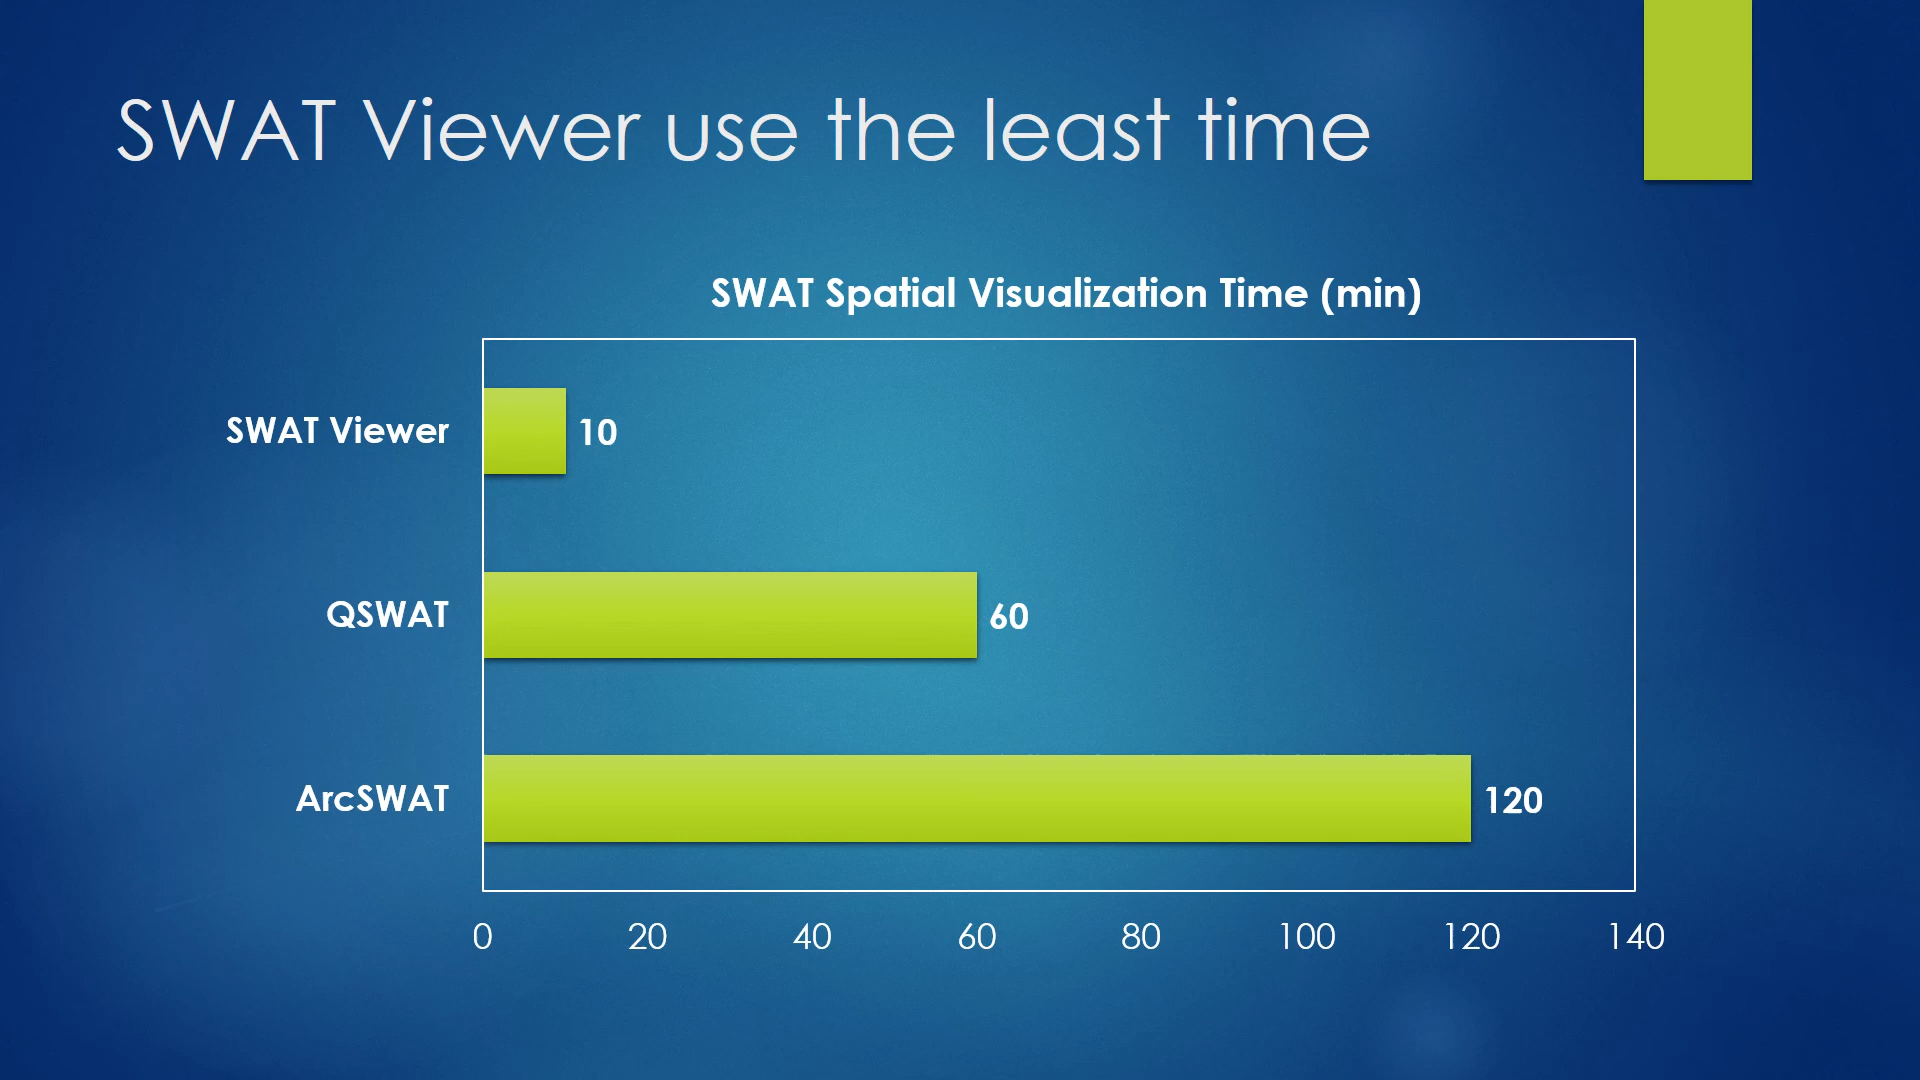 SWAT Viewer use the least time
SWAT Spatial Visualization Time (min)
SWAT Viewer 10
QSWAT 60
ArcSWAT 120
0 20 40 60 80 100 120 140